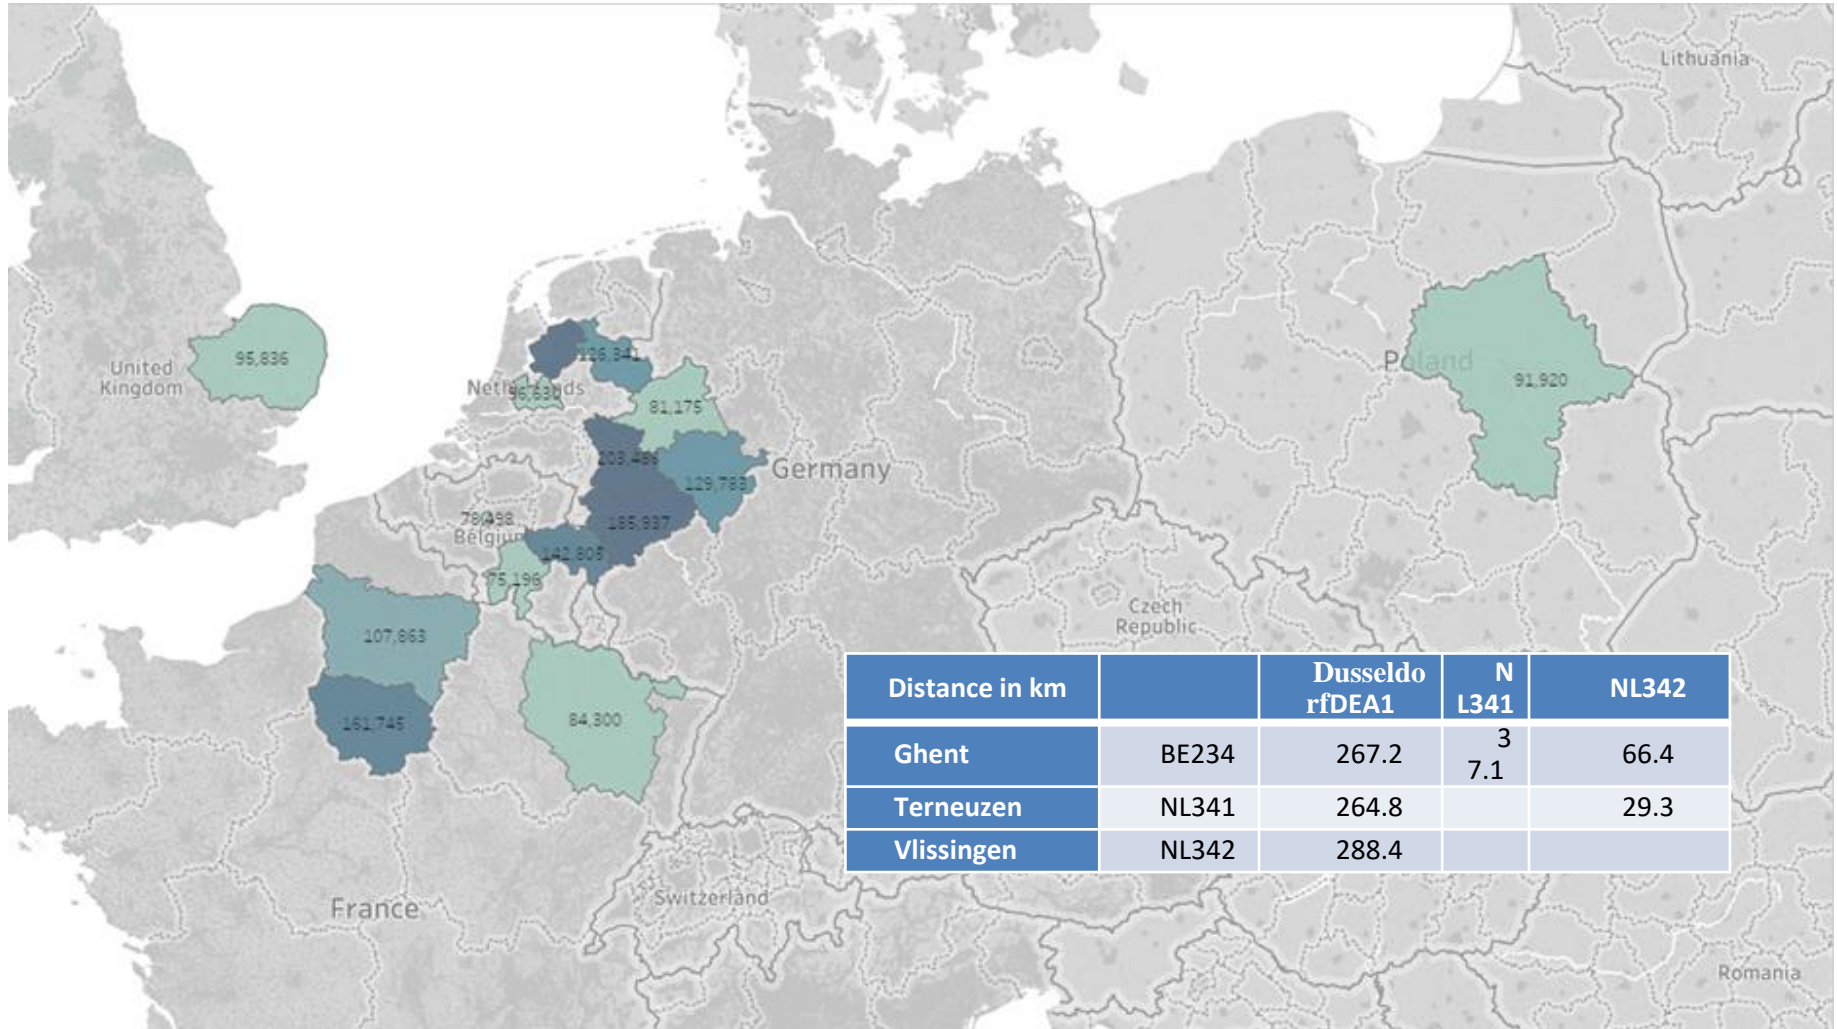 Lithuania
United
Kingdom
95,836
126,341
Netherlands
96,630
Poland
91,920
81,175
203,486
Germany
129,783
78,498
Belgium
185,937
142,805
75,196
Czech
Republic
107,863
161,745
84,300
Distance in km Dusseldo N NL342
rfDEA1 L341
Ghent BE234 267.2 3 66.4
7.1
Terneuzen NL341 264.8 29.3
Vlissingen NL342 288.4
France
Switzerland
Romania